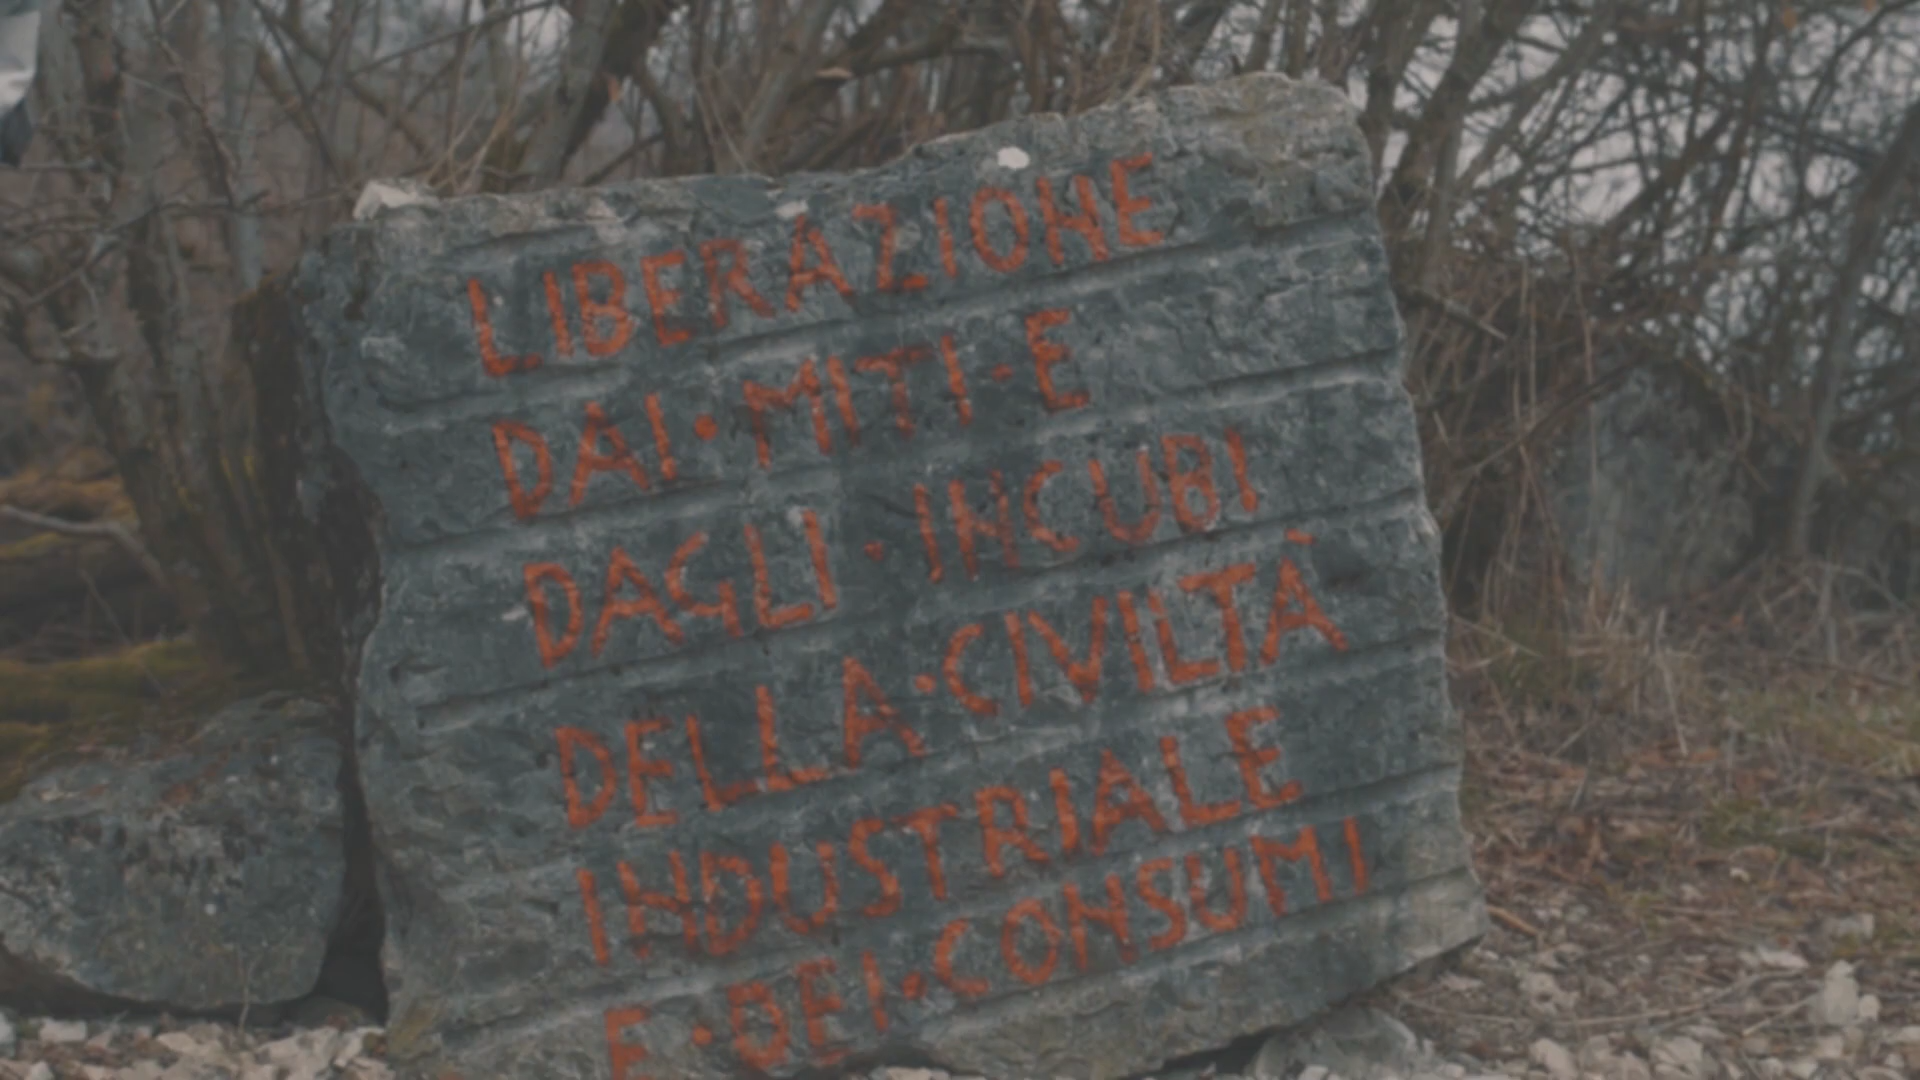 LIBERAZIONE
DAI·MITI·E
DAGLI·INCUBI
DELLA·CIVILTÀ
INDUSTRIALE
E·DEI·CONSUMI